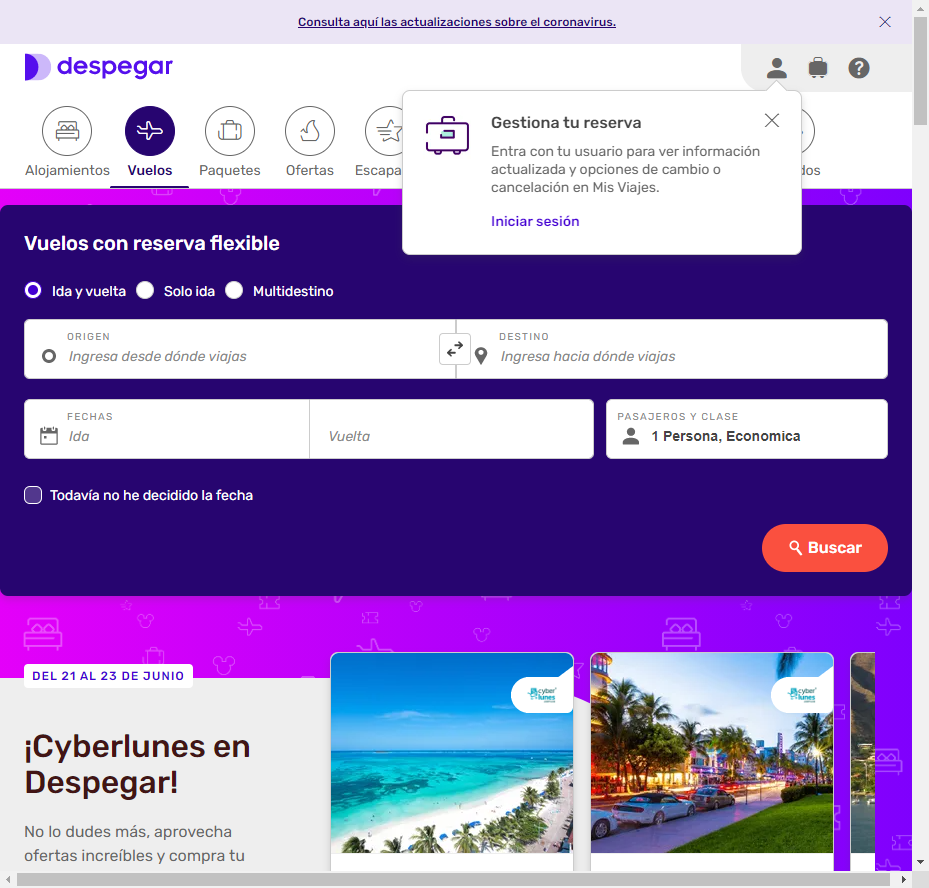 Consulta aquí las actualizaciones sobre el coronavirus.
despegar
Alojamientos
Vuelos
Paquetes
Ofertas
Escapa
dos
Gestiona tu reserva
Entra con tu usuario para ver información
actualizada y opciones de cambio o
cancelación en Mis Viajes.
Iniciar sesión
Vuelos con reserva flexible
Ida y vuelta
Solo ida
Multidestino
ORIGEN
Ingresa desde dónde viajas
DESTINO
Ingresa hacia dónde viajas
FECHAS
Ida
Vuelta
PASAJEROS Y CLASE
1 Persona, Economica
Todavía no he decidido la fecha
Buscar
DEL 21 AL 23 DE JUNIO
¡Cyberlunes en
Despegar!
No lo dudes más, aprovecha
ofertas increíbles y compra tu
cyber
lunes
cyber
lunes